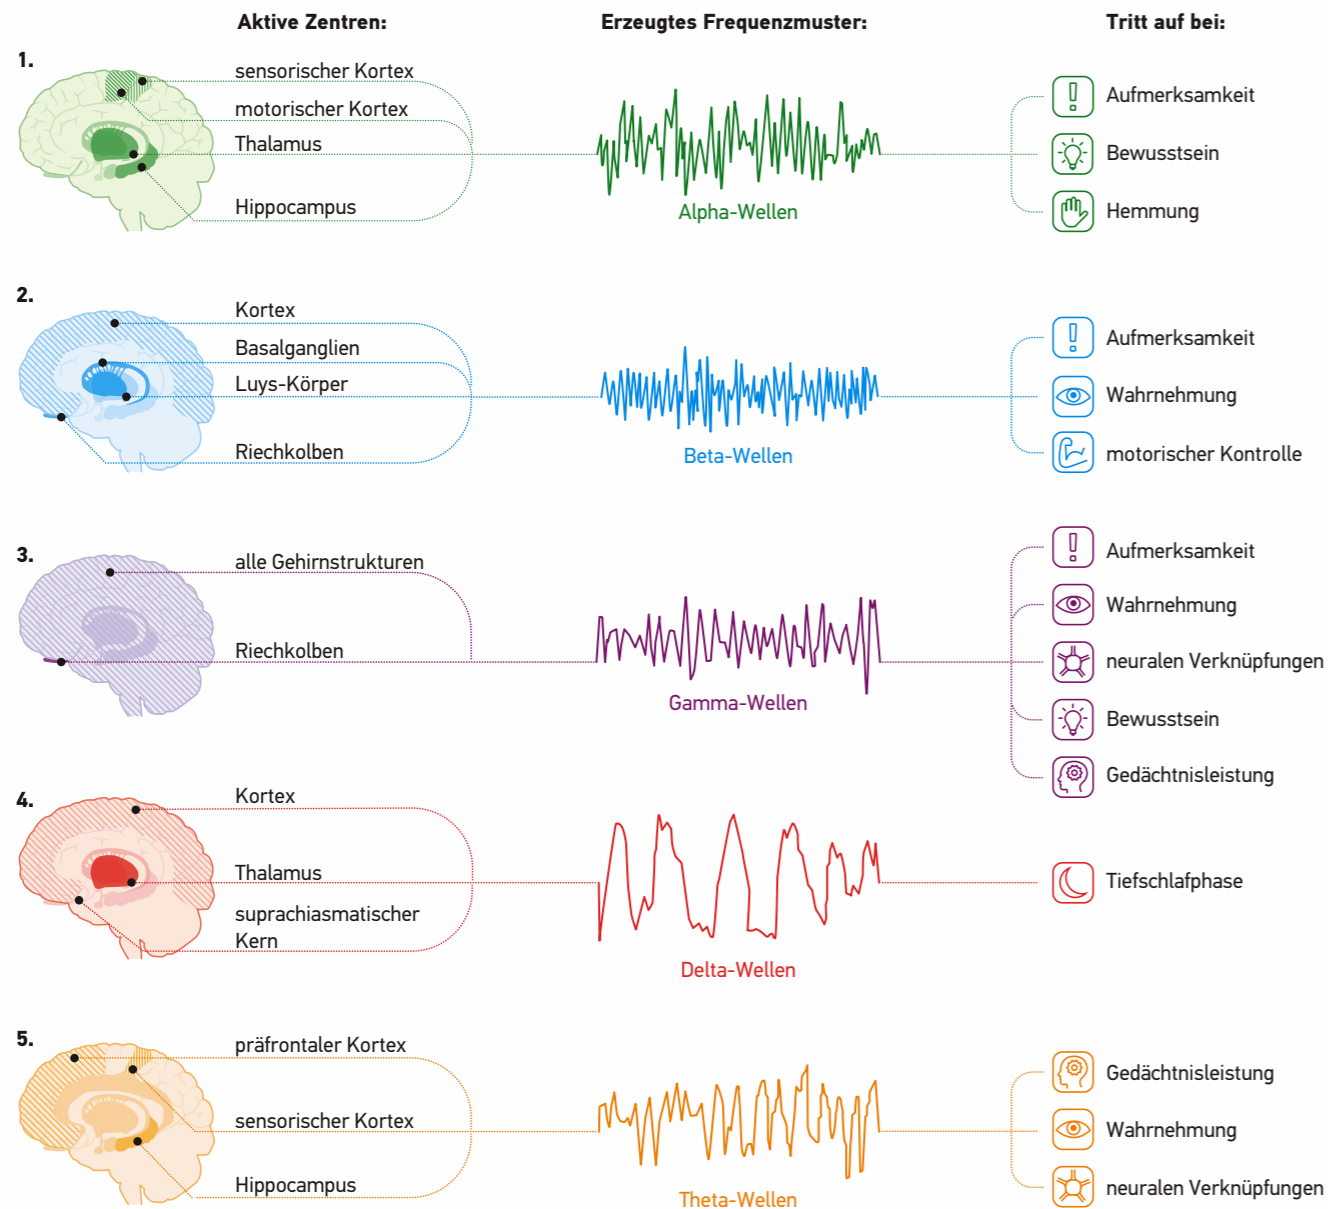 Aktive Zentren:
Erzeugtes Frequenzmuster:
Tritt auf bei:
1.
sensorischer Kortex
motorischer Kortex
Thalamus
Hippocampus
Alpha-Wellen
Aufmerksamkeit
Bewusstsein
Hemmung
2.
Kortex
Basalganglien
Luys-Körper
Riechkolben
Beta-Wellen
Aufmerksamkeit
Wahrnehmung
motorischer Kontrolle
3.
alle Gehirnstrukturen
Riechkolben
Gamma-Wellen
Aufmerksamkeit
Wahrnehmung
neuralen Verknüpfungen
Bewusstsein
Gedächtnisleistung
4.
Kortex
Thalamus
suprachiasmatischer
Kern
Delta-Wellen
Tiefschlafphase
5.
präfrontaler Kortex
sensorischer Kortex
Hippocampus
Theta-Wellen
Gedächtnisleistung
Wahrnehmung
neuralen Verknüpfungen